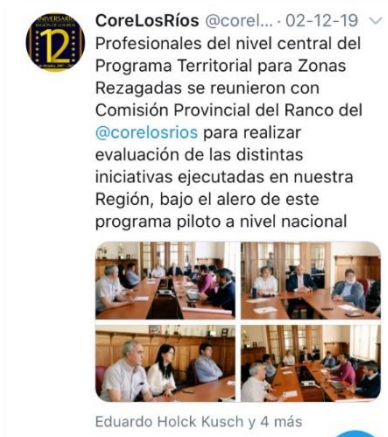 CoreLosRíos @corel... · 02-12-19
Profesionales del nivel central del
Programa Territorial para Zonas
Rezagadas se reunieron con
Comisión Provincial del Ranco del
@corelosrios para realizar
evaluación de las distintas
iniciativas ejecutadas en nuestra
Región, bajo el alero de este
programa piloto a nivel nacional
Eduardo Holck Kusch y 4 más
12